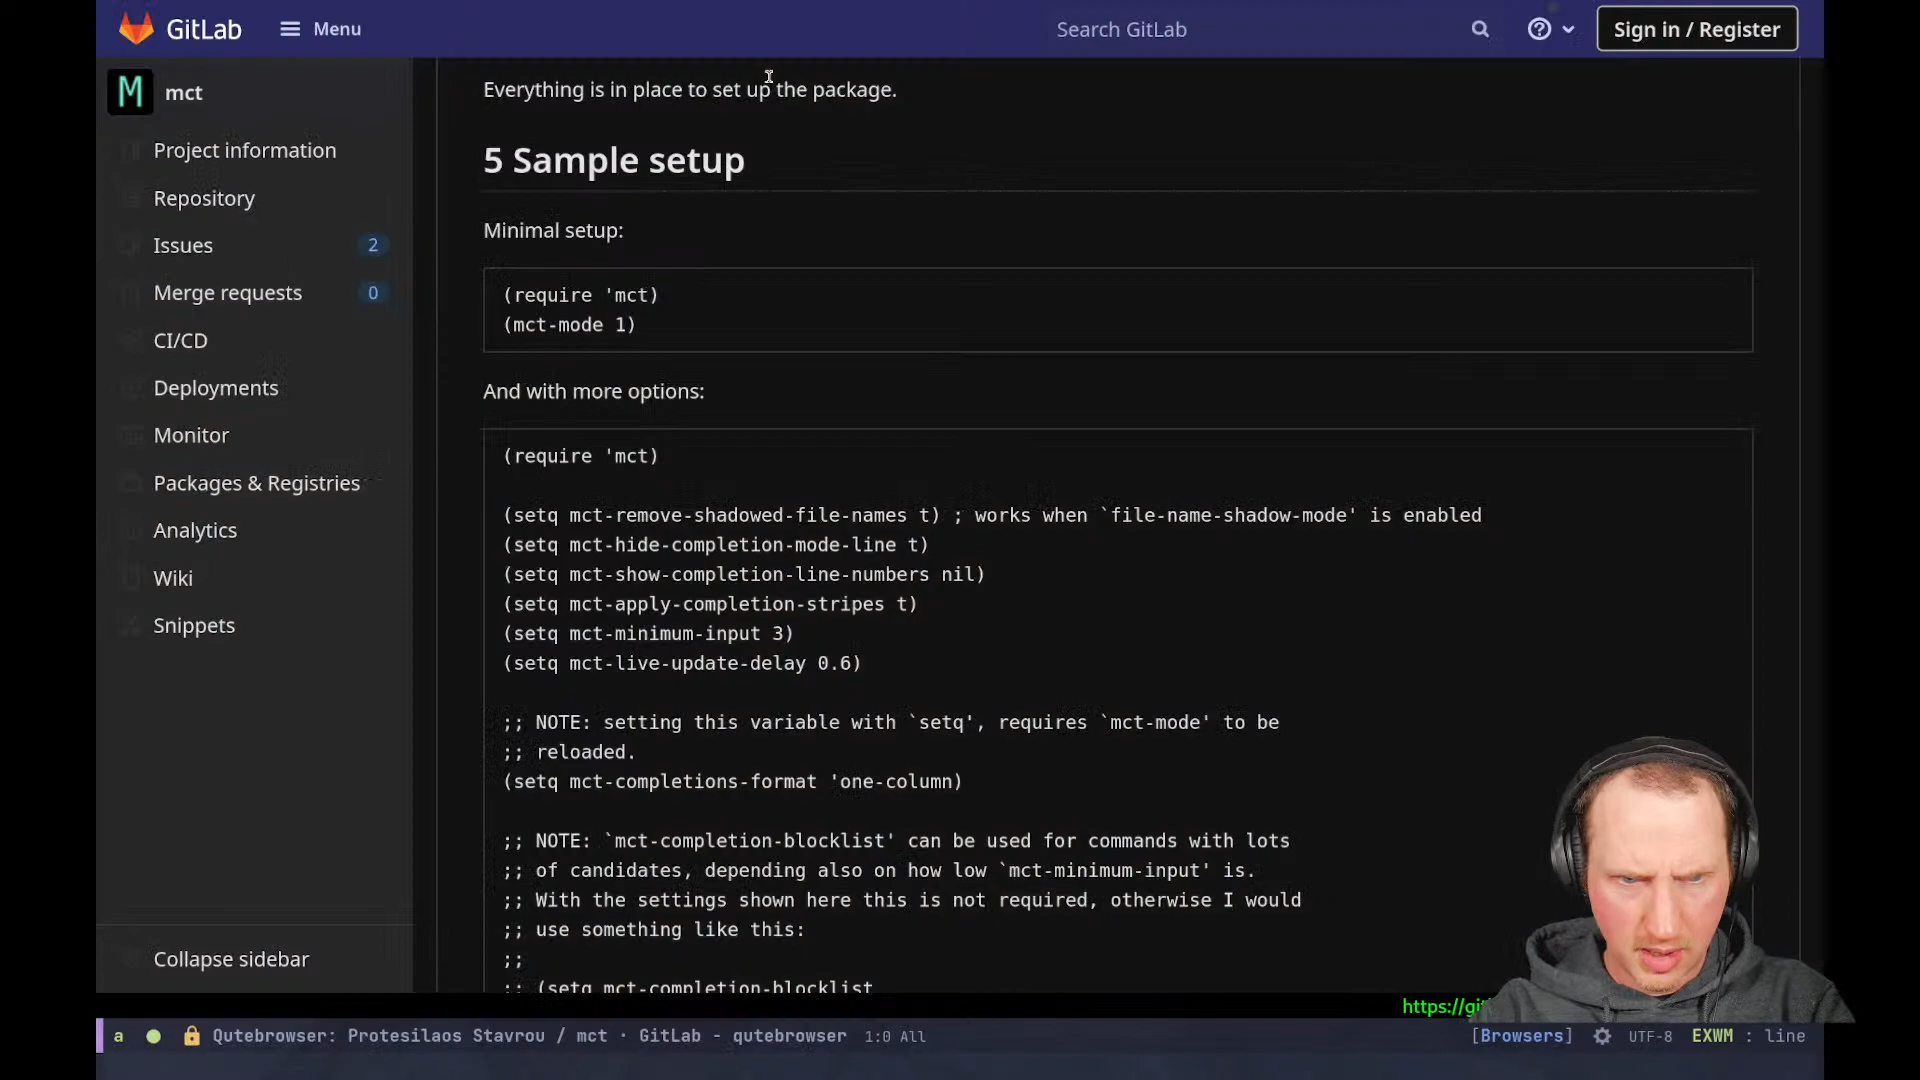 GitLab
Menu
Search GitLab
Sign in / Register
M
mct
Project information
Repository
Issues 2
Merge requests 0
CI/CD
Deployments
Monitor
Packages & Registries
Analytics
Wiki
Snippets
Collapse sidebar
Everything is in place to set up the package.
5 Sample setup
Minimal setup:
(require 'mct)
(mct-mode 1)
And with more options:
(require 'mct)
(setq mct-remove-shadowed-file-names t) ; works when `file-name-shadow-mode' is enabled
(setq mct-hide-completion-mode-line t)
(setq mct-show-completion-line-numbers nil)
(setq mct-apply-completion-stripes t)
(setq mct-minimum-input 3)
(setq mct-live-update-delay 0.6)
;; NOTE: setting this variable with `setq', requires `mct-mode' to be
;; reloaded.
(setq mct-completions-format 'one-column)
;; NOTE: `mct-completion-blocklist' can be used for commands with lots
;; of candidates, depending also on how low `mct-minimum-input' is.
;; With the settings shown here this is not required, otherwise I would
;; use something like this:
;;
;; (setq mct-completion-blocklist
https://gi
a Qutebrowser: Protesilaos Stavrou / mct · GitLab - qutebrowser 1:0 All [Browsers] UTF-8 EXWM : line